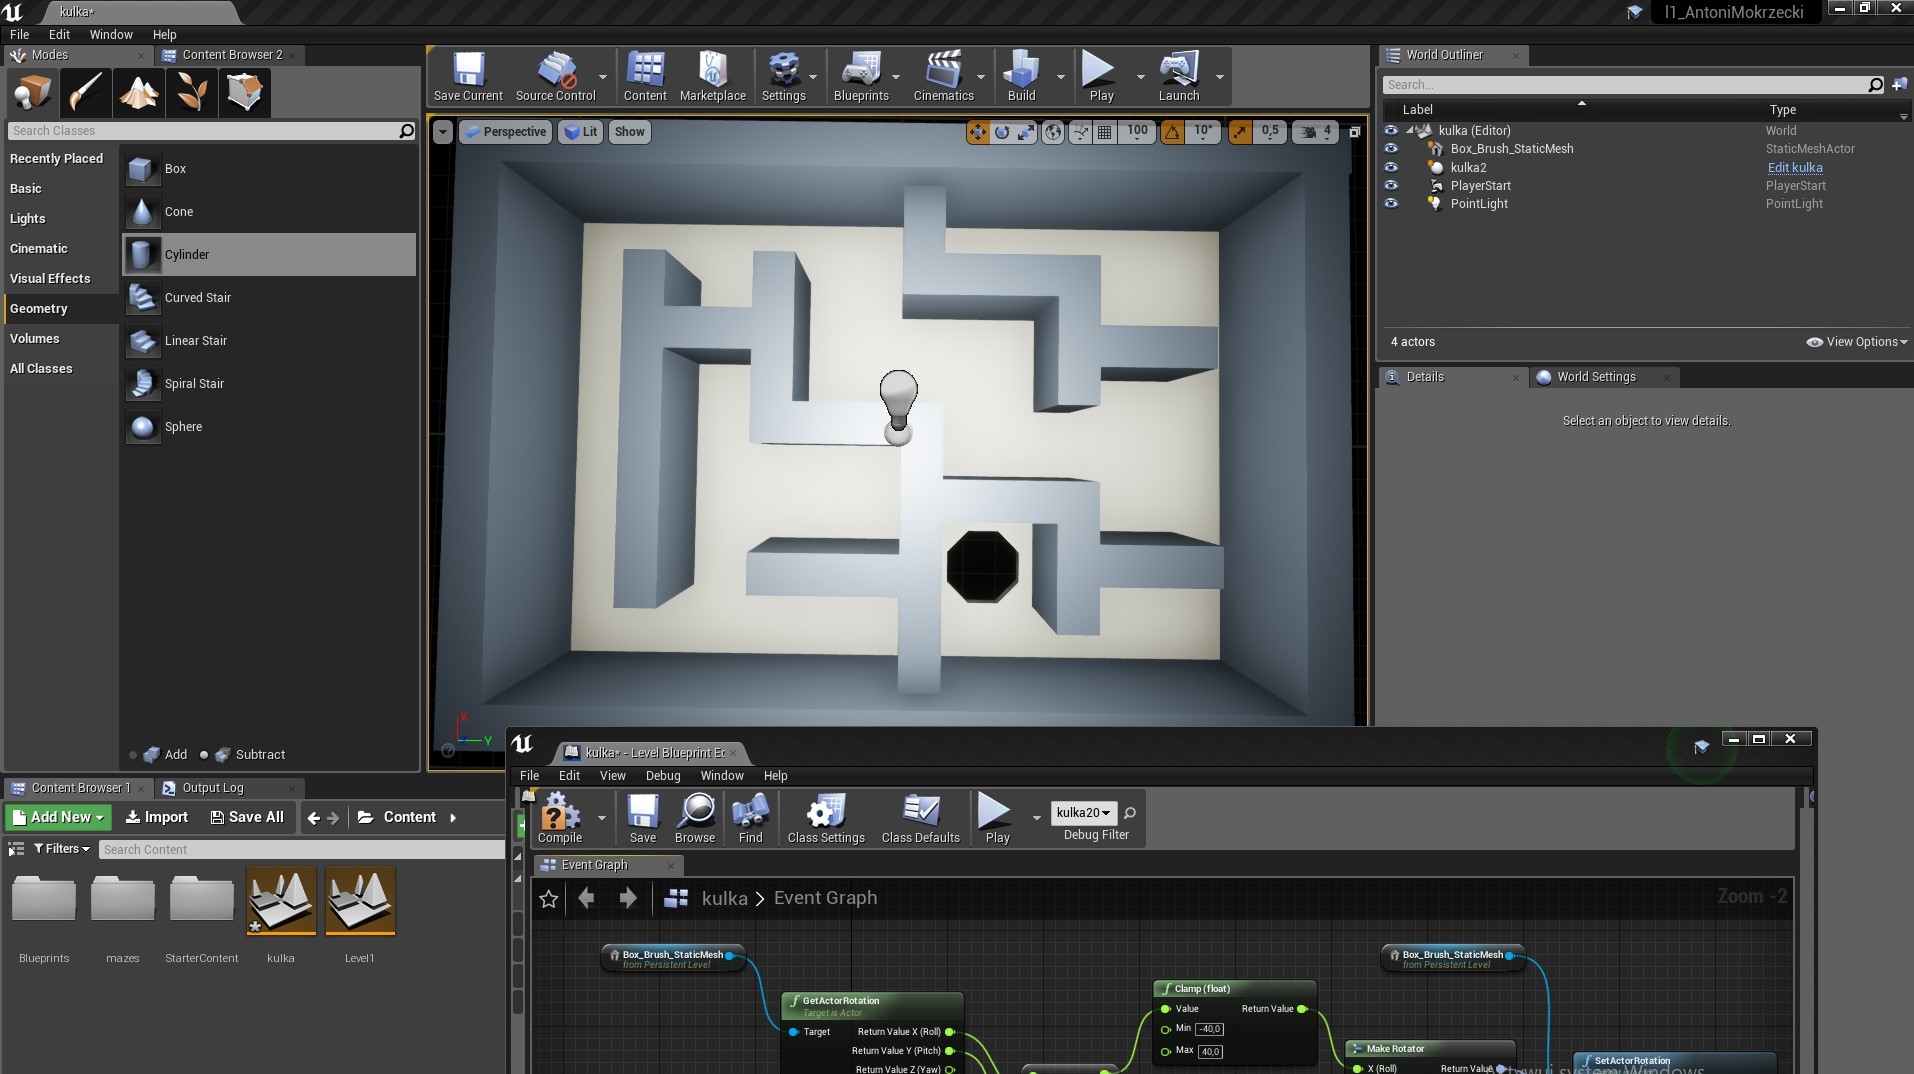 kulka*
l1_AntoniMokrzecki
File Edit Window Help
Modes
Content Browser 2
Search Classes
Recently Placed
Basic
Lights
Cinematic
Visual Effects
Geometry
Volumes
All Classes
Box
Cone
Cylinder
Curved Stair
Linear Stair
Spiral Stair
Sphere
Add Subtract
Save Current Source Control Content Marketplace Settings Blueprints Cinematics Build Play Launch
Perspective Lit Show 100 10° 0,5 4
X
Y
World Outliner
Search...
Label Type
kulka (Editor) World
Box_Brush_StaticMesh StaticMeshActor
kulka2 Edit kulka
PlayerStart PlayerStart
PointLight PointLight
4 actors View Options
Details World Settings
Select an object to view details.
Content Browser 1 Output Log
Add New Import Save All Content
Filters Search Content
Blueprints mazes StarterContent kulka Level1
kulka* - Level Blueprint Ec
File Edit View Debug Window Help
Compile Save Browse Find Class Settings Class Defaults Play
kulka20
Debug Filter
Event Graph
kulka > Event Graph
Zoom -2
Box_Brush_StaticMesh
from Persistent Level
GetActorRotation
Target is Actor
Target Return Value X (Roll)
Return Value Y (Pitch)
Return Value Z (Yaw)
Clamp (float)
Value Return Value
Min -40,0
Max 40,0
Make Rotator
X (Roll) Return Value
Box_Brush_StaticMesh
from Persistent Level
SetActorRotation